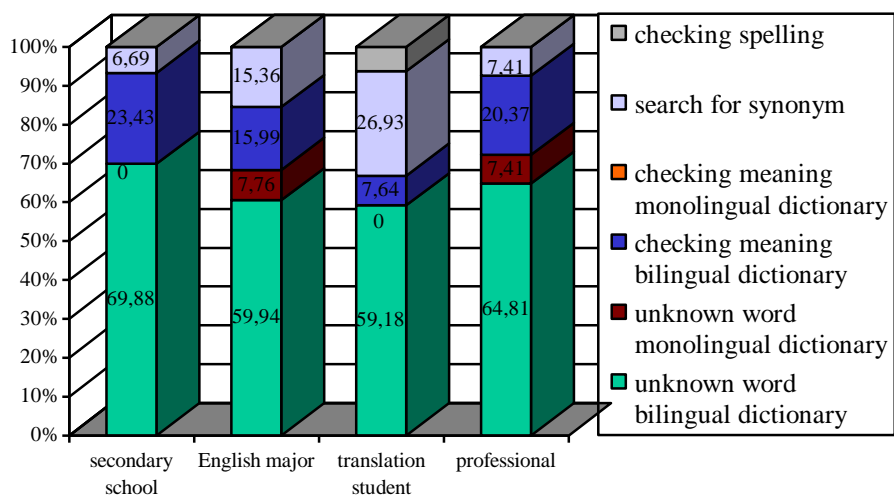 100%
90%
80%
70%
60%
50%
40%
30%
20%
10%
0%
6,69
23,43
0
69,88
15,36
15,99
7,76
59,94
26,93
7,64
0
59,18
7,41
20,37
7,41
64,81
secondary
school
English major
translation
student
professional
checking spelling
search for synonym
checking meaning
monolingual dictionary
checking meaning
bilingual dictionary
unknown word
monolingual dictionary
unknown word
bilingual dictionary